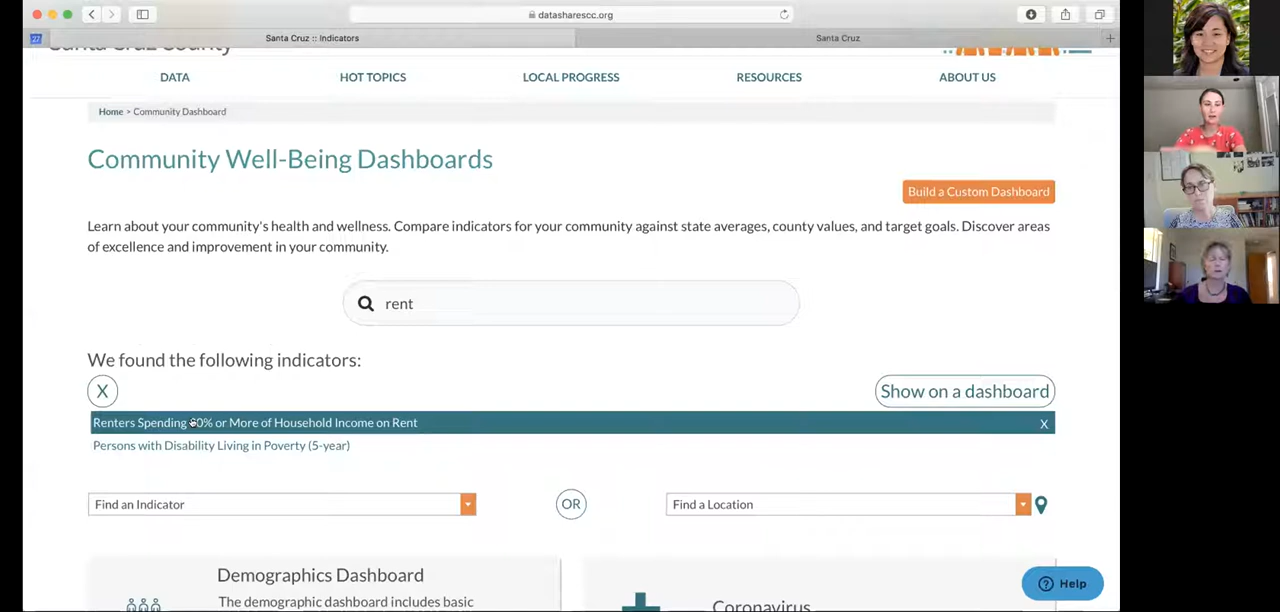 datasharescc.org
27
Santa Cruz :: Indicators
Santa Cruz
Santa Cruz County
DATA
HOT TOPICS
LOCAL PROGRESS
RESOURCES
ABOUT US
Home > Community Dashboard
Community Well-Being Dashboards
Build a Custom Dashboard
Learn about your community's health and wellness. Compare indicators for your community against state averages, county values, and target goals. Discover areas
of excellence and improvement in your community.
rent
We found the following indicators:
X
Show on a dashboard
Renters Spending 30% or More of Household Income on Rent
X
Persons with Disability Living in Poverty (5-year)
Find an Indicator
OR
Find a Location
Demographics Dashboard
The demographic dashboard includes basic
Coronavirus
Help